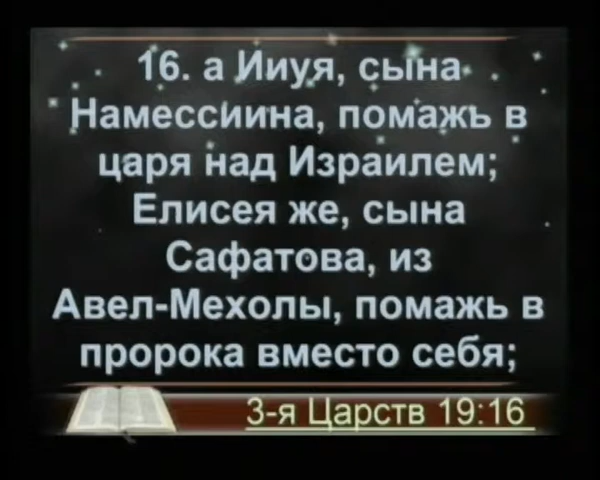 16. а Ииуя, сына
Намессиина, помажь в
царя над Израилем;
Елисея же, сына
Сафатова, из
Авел-Мехолы, помажь в
пророка вместо себя;
3-я Царств 19:16